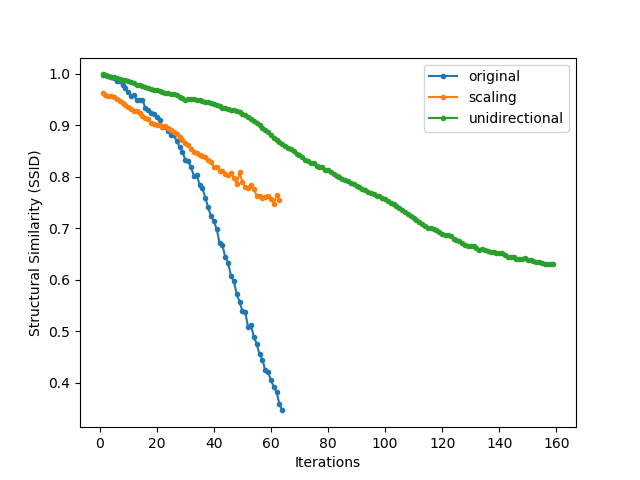 1.0
0.9
0.8
0.7
0.6
0.5
0.4
Structural Similarity (SSID)
0 20 40 60 80 100 120 140 160
Iterations
original
scaling
unidirectional